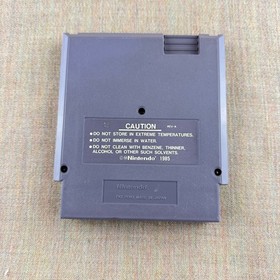 CAUTION
• DO NOT STORE IN EXTREME TEMPERATURES.
• DO NOT IMMERSE IN WATER.
• DO NOT CLEAN WITH BENZENE, THINNER,
ALCOHOL OR OTHER SUCH SOLVENTS.
©®Nintendo® 1985
Nintendo